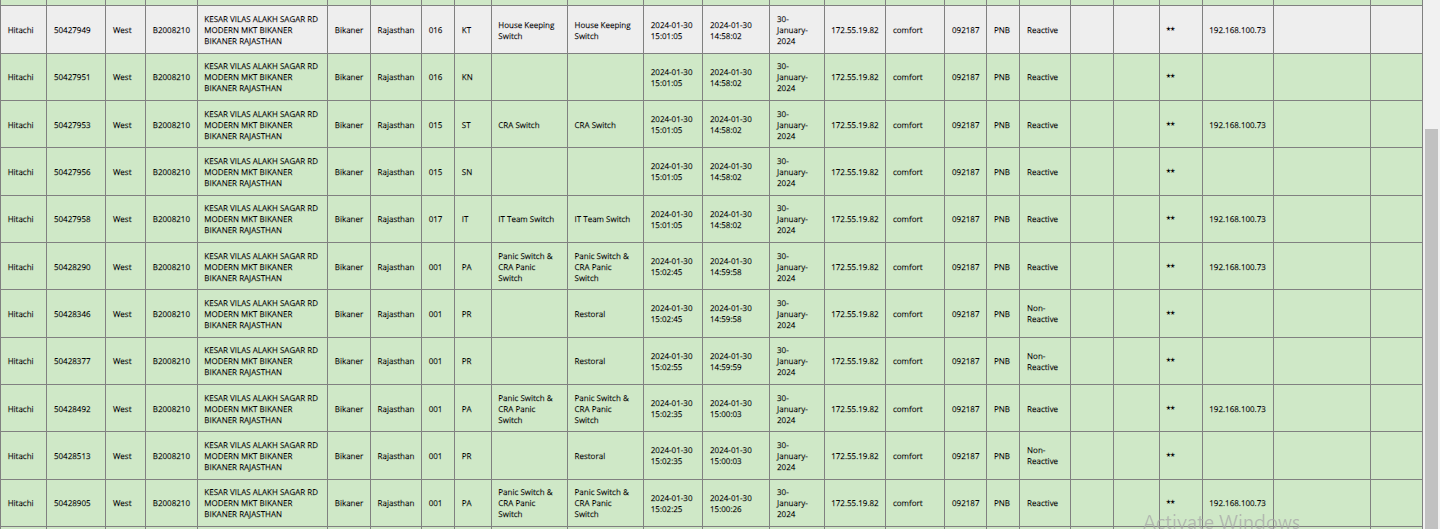 Hitachi 50427949 West B2008210 KESAR VILAS ALAKH SAGAR RD MODERN MKT BIKANER BIKANER RAJASTHAN Bikaner Rajasthan 016 KT House Keeping Switch House Keeping Switch 2024-01-30 15:01:05 2024-01-30 14:58:02 30-January-2024 172.55.19.82 comfort 092187 PNB Reactive ** 192.168.100.73
Hitachi 50427951 West B2008210 KESAR VILAS ALAKH SAGAR RD MODERN MKT BIKANER BIKANER RAJASTHAN Bikaner Rajasthan 016 KN 2024-01-30 15:01:05 2024-01-30 14:58:02 30-January-2024 172.55.19.82 comfort 092187 PNB Reactive **
Hitachi 50427953 West B2008210 KESAR VILAS ALAKH SAGAR RD MODERN MKT BIKANER BIKANER RAJASTHAN Bikaner Rajasthan 015 ST CRA Switch CRA Switch 2024-01-30 15:01:05 2024-01-30 14:58:02 30-January-2024 172.55.19.82 comfort 092187 PNB Reactive ** 192.168.100.73
Hitachi 50427956 West B2008210 KESAR VILAS ALAKH SAGAR RD MODERN MKT BIKANER BIKANER RAJASTHAN Bikaner Rajasthan 015 SN 2024-01-30 15:01:05 2024-01-30 14:58:02 30-January-2024 172.55.19.82 comfort 092187 PNB Reactive **
Hitachi 50427958 West B2008210 KESAR VILAS ALAKH SAGAR RD MODERN MKT BIKANER BIKANER RAJASTHAN Bikaner Rajasthan 017 IT IT Team Switch IT Team Switch 2024-01-30 15:01:05 2024-01-30 14:58:02 30-January-2024 172.55.19.82 comfort 092187 PNB Reactive ** 192.168.100.73
Hitachi 50428290 West B2008210 KESAR VILAS ALAKH SAGAR RD MODERN MKT BIKANER BIKANER RAJASTHAN Bikaner Rajasthan 001 PA Panic Switch & CRA Panic Switch Panic Switch & CRA Panic Switch 2024-01-30 15:02:45 2024-01-30 14:59:58 30-January-2024 172.55.19.82 comfort 092187 PNB Reactive ** 192.168.100.73
Hitachi 50428346 West B2008210 KESAR VILAS ALAKH SAGAR RD MODERN MKT BIKANER BIKANER RAJASTHAN Bikaner Rajasthan 001 PR Restoral 2024-01-30 15:02:45 2024-01-30 14:59:58 30-January-2024 172.55.19.82 comfort 092187 PNB Non-Reactive **
Hitachi 50428377 West B2008210 KESAR VILAS ALAKH SAGAR RD MODERN MKT BIKANER BIKANER RAJASTHAN Bikaner Rajasthan 001 PR Restoral 2024-01-30 15:02:55 2024-01-30 14:59:59 30-January-2024 172.55.19.82 comfort 092187 PNB Non-Reactive **
Hitachi 50428492 West B2008210 KESAR VILAS ALAKH SAGAR RD MODERN MKT BIKANER BIKANER RAJASTHAN Bikaner Rajasthan 001 PA Panic Switch & CRA Panic Switch Panic Switch & CRA Panic Switch 2024-01-30 15:02:35 2024-01-30 15:00:03 30-January-2024 172.55.19.82 comfort 092187 PNB Reactive ** 192.168.100.73
Hitachi 50428513 West B2008210 KESAR VILAS ALAKH SAGAR RD MODERN MKT BIKANER BIKANER RAJASTHAN Bikaner Rajasthan 001 PR Restoral 2024-01-30 15:02:35 2024-01-30 15:00:03 30-January-2024 172.55.19.82 comfort 092187 PNB Non-Reactive **
Hitachi 50428905 West B2008210 KESAR VILAS ALAKH SAGAR RD MODERN MKT BIKANER BIKANER RAJASTHAN Bikaner Rajasthan 001 PA Panic Switch & CRA Panic Switch Panic Switch & CRA Panic Switch 2024-01-30 15:02:25 2024-01-30 15:00:26 30-January-2024 172.55.19.82 comfort 092187 PNB Reactive ** 192.168.100.73
Activate Windows